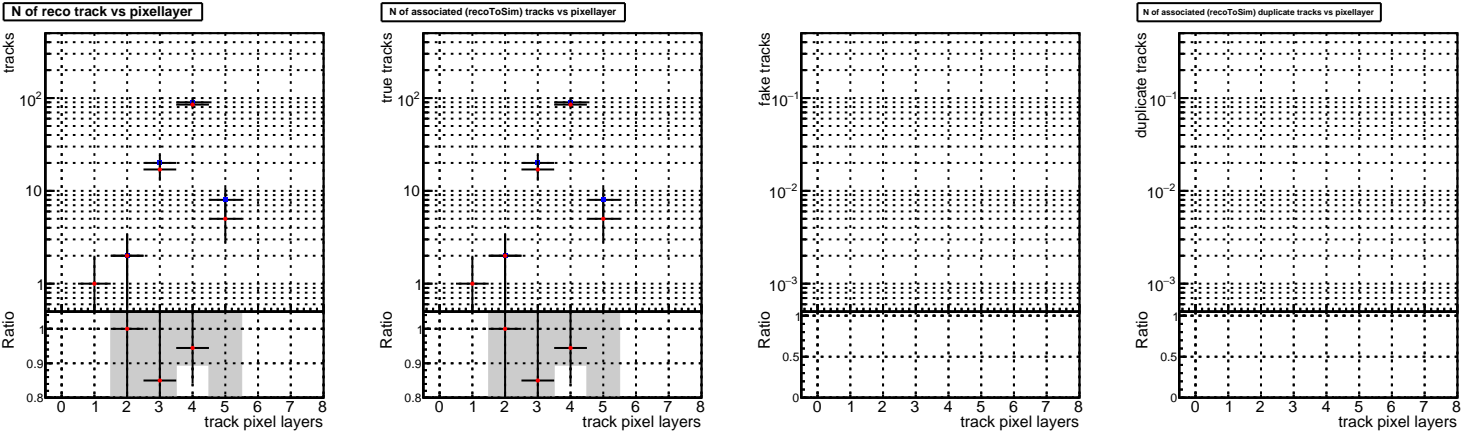 N of reco track vs pixellayer
tracks
10²
10
1
Ratio
1
0.9
0.8
0 1 2 3 4 5 6 7 8
track pixel layers
N of associated (recoToSim) tracks vs pixellayer
true tracks
10²
10
1
Ratio
1
0.9
0.8
0 1 2 3 4 5 6 7 8
track pixel layers
fake tracks
10⁻¹
10⁻²
10⁻³
Ratio
1
0.5
0
0 1 2 3 4 5 6 7 8
track pixel layers
N of associated (recoToSim) duplicate tracks vs pixellayer
duplicate tracks
10⁻¹
10⁻²
10⁻³
Ratio
1
0.5
0
0 1 2 3 4 5 6 7 8
track pixel layers